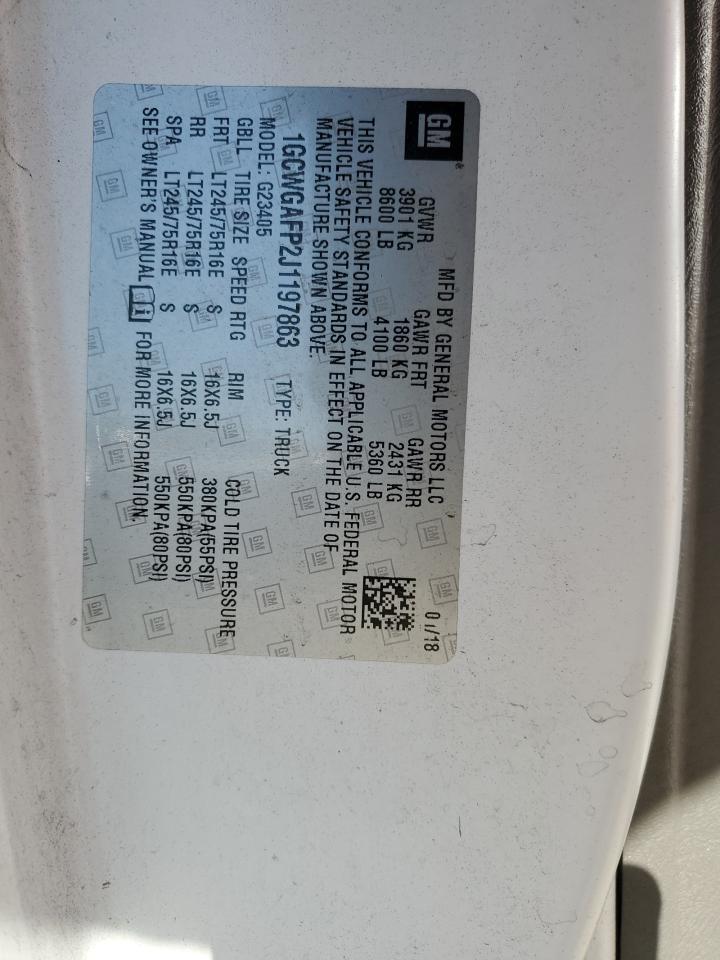 GM
MFD BY GENERAL MOTORS LLC 01/18
GVWR GAWR FRT GAWR RR
3901 KG 1860 KG 2431 KG
8600 LB 4100 LB 5360 LB
THIS VEHICLE CONFORMS TO ALL APPLICABLE U.S. FEDERAL MOTOR
VEHICLE SAFETY STANDARDS IN EFFECT ON THE DATE OF
MANUFACTURE SHOWN ABOVE.
1GCWGAFP2J1197863 TYPE: TRUCK
MODEL: G23405
GBLL TIRE SIZE SPEED RTG RIM COLD TIRE PRESSURE
FRT LT245/75R16E S 16X6.5J 380KPA(55PSI)
RR LT245/75R16E S 16X6.5J 550KPA(80PSI)
SPA LT245/75R16E S 16X6.5J 550KPA(80PSI)
SEE OWNER'S MANUAL FOR MORE INFORMATION.